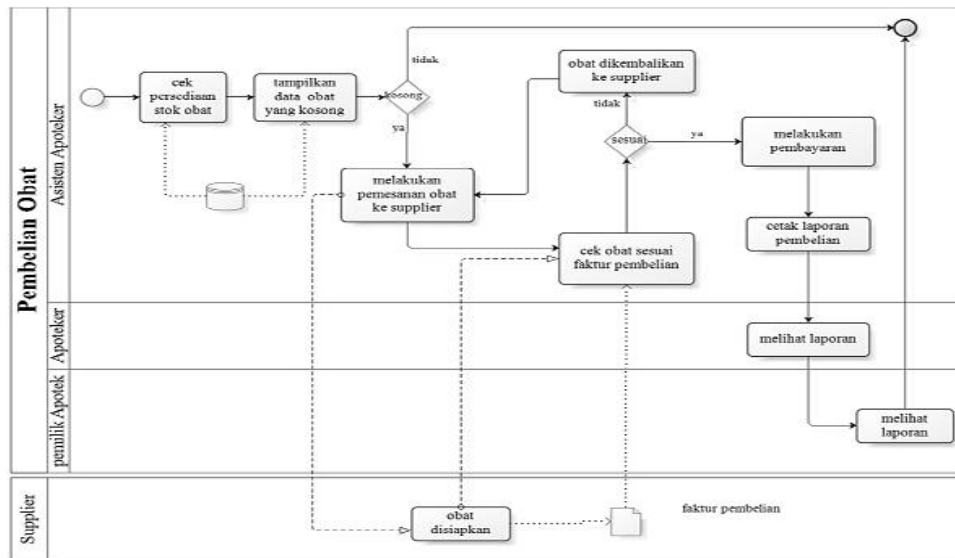 Pembelian Obat
Asisten Apoteker
cek
persediaan
stok obat
tampilkan
data obat
yang kosong
kosong
tidak
ya
melakukan
pemesanan obat
ke supplier
obat dikembalikan
ke supplier
tidak
sesuai
ya
cek obat sesuai
faktur pembelian
melakukan
pembayaran
cetak laporan
pembelian
Apoteker
melihat laporan
pemilik Apotek
melihat
laporan
Supplier
obat
disiapkan
faktur pembelian